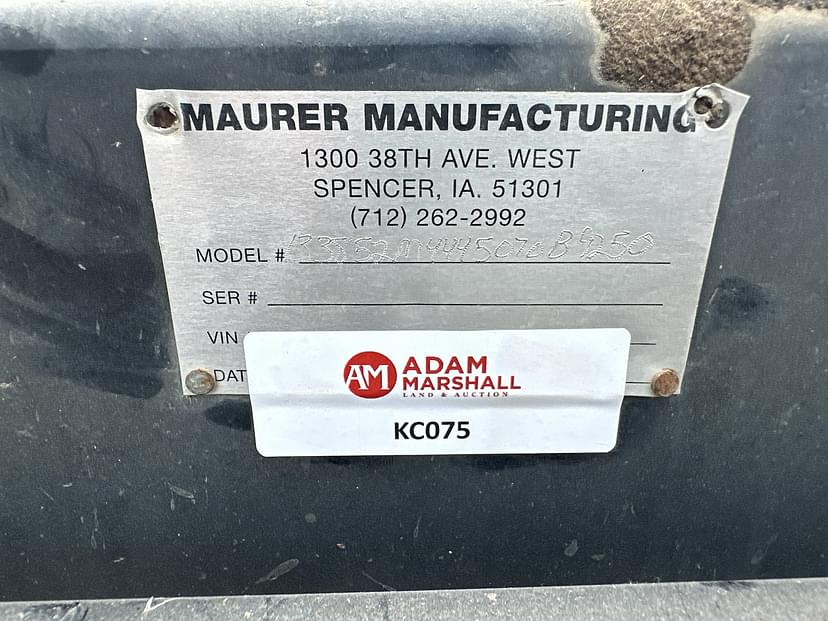 MAURER MANUFACTURING
1300 38TH AVE. WEST
SPENCER, IA. 51301
(712) 262-2992
MODEL #
SER #
VIN
DAT
AM ADAM
MARSHALL
LAND & AUCTION
KC075